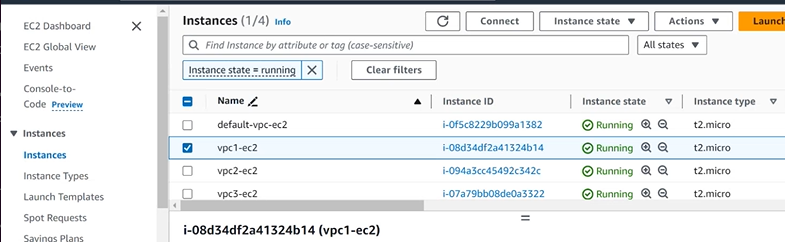 EC2 Dashboard
EC2 Global View
Events
Console-to-
Code Preview
Instances
Instances
Instance Types
Launch Templates
Spot Requests
Savings Plans
Instances (1/4) Info
Connect
Instance state
Actions
Launch
Find Instance by attribute or tag (case-sensitive)
All states
Instance state = running
Clear filters
Name Instance ID Instance state Instance type
default-vpc-ec2 i-0f5c8229b099a1382 Running t2.micro
vpc1-ec2 i-08d34df2a41324b14 Running t2.micro
vpc2-ec2 i-094a3cc45492c342c Running t2.micro
vpc3-ec2 i-07a79bb08de0a3322 Running t2.micro
i-08d34df2a41324b14 (vpc1-ec2)